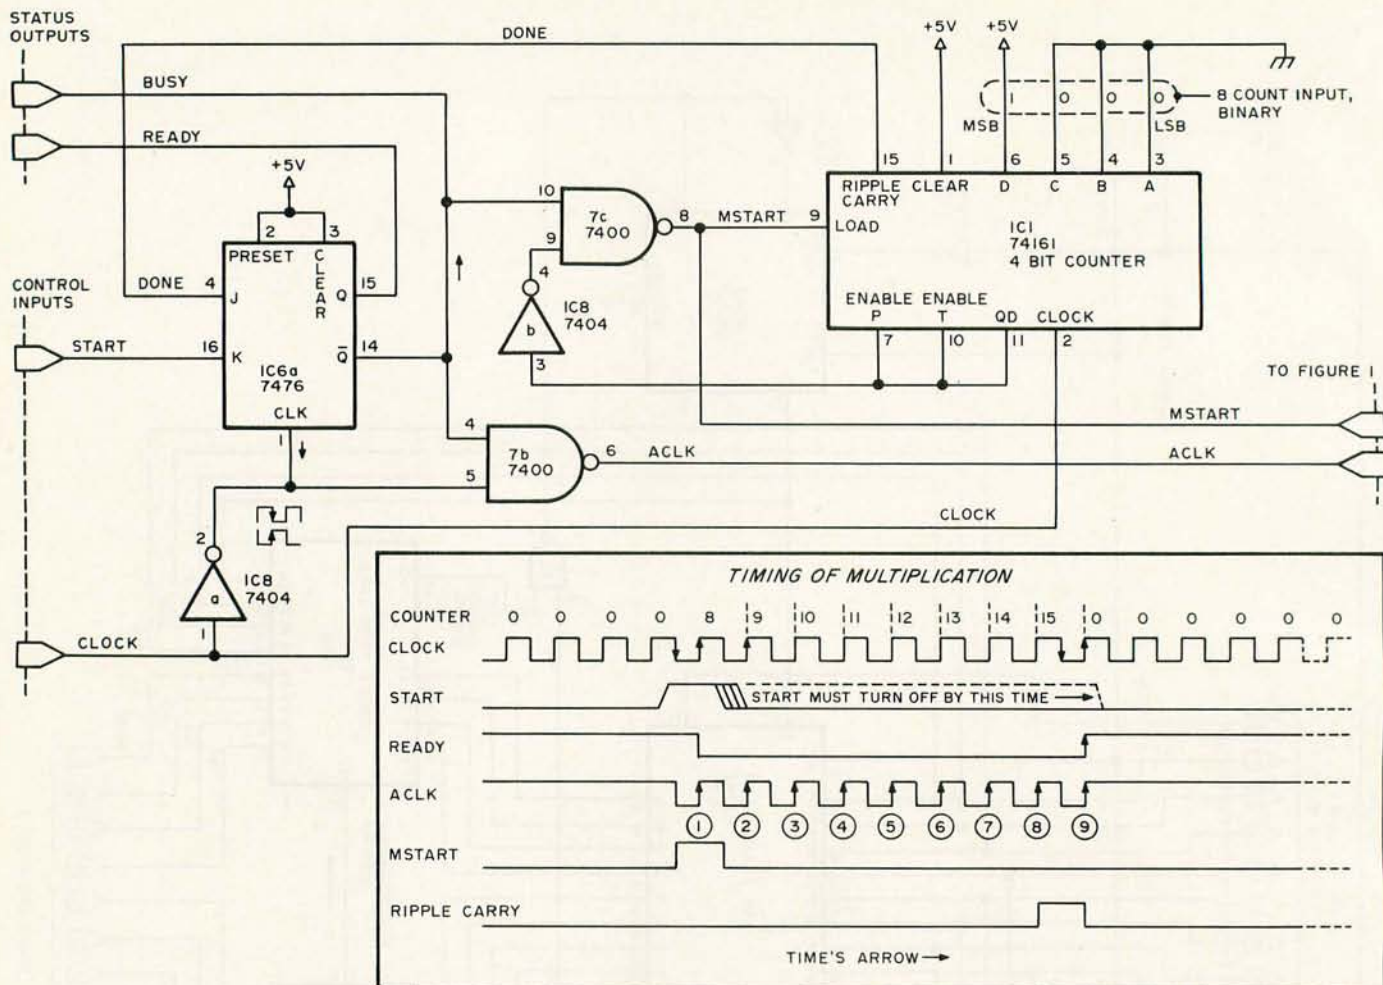 STATUS
OUTPUTS
DONE
BUSY
READY
+5V
+5V
+5V
1 0 0 0
MSB
LSB
8 COUNT INPUT,
BINARY
2
3
PRESET
CLEAR
DONE
4
J
Q
15
CONTROL
INPUTS
START
16
K
Q̄
14
IC6a
7476
CLK
1
10
9
7c
7400
8
MSTART
9
4
b
IC8
7404
3
15
1
6
5
4
3
RIPPLE
CARRY
CLEAR
D
C
B
A
LOAD
IC1
74161
4 BIT COUNTER
ENABLE ENABLE
P
T
QD
CLOCK
7
10
11
2
TO FIGURE 1
MSTART
ACLK
4
5
7b
7400
6
ACLK
CLOCK
2
a
IC8
7404
1
CLOCK
TIMING OF MULTIPLICATION
COUNTER 0 0 0 0 8 9 10 11 12 13 14 15 0 0 0 0 0 0
CLOCK
START
START MUST TURN OFF BY THIS TIME →
READY
ACLK
1 2 3 4 5 6 7 8 9
MSTART
RIPPLE CARRY
TIME'S ARROW →